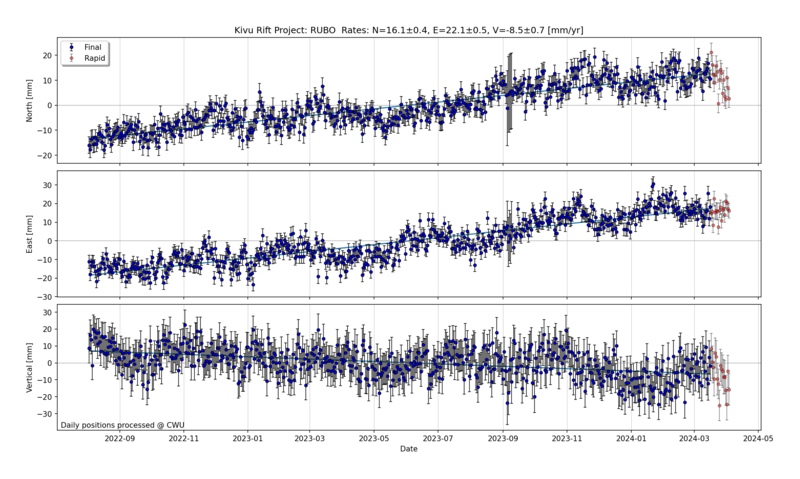 Kivu Rift Project: RUBO  Rates: N=16.1±0.4, E=22.1±0.5, V=-8.5±0.7 [mm/yr]
Final
Rapid
North [mm]
20
10
0
−10
−20
East [mm]
30
20
10
0
−10
−20
−30
Vertical [mm]
30
20
10
0
−10
−20
−30
Daily positions processed @ CWU
2022-09 2022-11 2023-01 2023-03 2023-05 2023-07 2023-09 2023-11 2024-01 2024-03 2024-05
Date